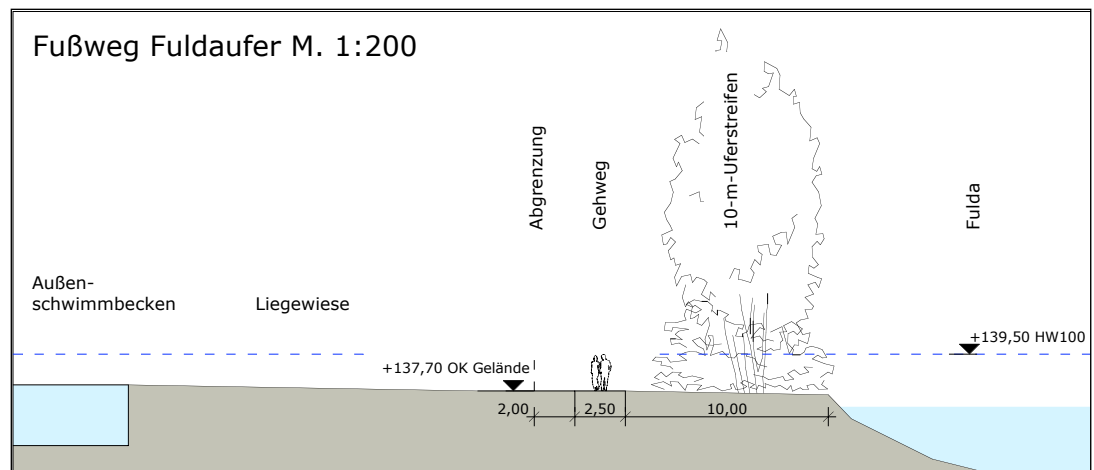 Fußweg Fuldaufer M. 1:200
Abgrenzung
Gehweg
10-m-Uferstreifen
Fulda
Außen-
schwimmbecken
Liegewiese
+139,50 HW100
+137,70 OK Gelände
2,00
2,50
10,00